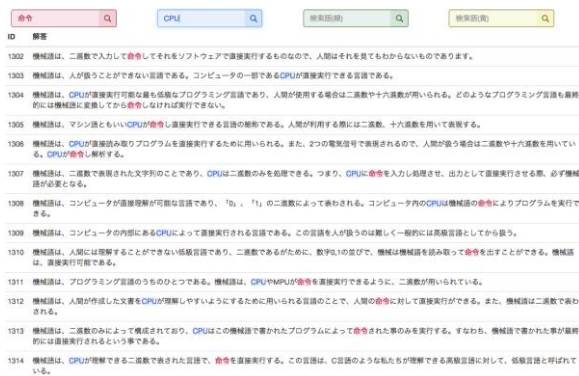 命令 CPU 検索語(緑) 検索語(黄)
ID 解答
1302 機械語は、二進数で入力して命令してそれをソフトウェアで直接実行するものなので、人間はそれを見てもわからないものであります。
1303 機械語は、人が扱うことができない言語である。コンピュータの一部であるCPUが直接実行できる言語である。
1304 機械語は、CPUが直接実行可能な最も低級なプログラミング言語であり、人間が使用する場合は二進数や十六進数が用いられる。どのようなプログラミング言語も最終
的には機械語に変換してから命令しなければ実行できない。
1305 機械語は、マシン語ともいいCPUが命令し直接実行できる言語の総称である。人間が利用する際には二進数、十六進数を用いて表現する。
1306 機械語は、CPUが直接読み取りプログラムを直接実行するために用いられる。また、2つの電気信号で表現されるので、人間が扱う場合は二進数や十六進数を用いてい
る。CPUが命令し解析する。
1307 機械語は、二進数で表現された文字列のことであり、CPUは二進数のみを処理できる。つまり、CPUに命令を入力し処理させ、出力として直接実行させる際、必ず機械
語が必要となる。
1308 機械語は、コンピュータが直接理解が可能な言語であり、「0」、「1」の二進数によって表わされる。コンピュータ内のCPUは機械語の命令によりプログラムを実行で
きる。
1309 機械語は、コンピュータの内部にあるCPUによって直接実行される言語である。この言語を人が扱うのは難しく一般的には高級言語としてから扱う。
1310 機械語は、人間には理解することができない低級言語であり、二進数であるがために、数字0,1の並びで、機械は機械語を読み取って命令を出すことができる。機械語
は、直接実行可能である。
1311 機械語は、プログラミング言語のうちのひとつである。機械語は、CPUやMPUが命令を直接実行できるように、二進数が用いられている。
1312 機械語は、人間が作成した文書をCPUが理解しやすいようにするために用いられる言語のことで、人間の命令に対して直接実行ができる。また、機械語は二進数で表わ
される。
1313 機械語は、二進数のみによって構成されており、CPUはこの機械語で書かれたプログラムによって命令された事のみを実行する。すなわち、機械語で書かれた事が最終
的には直接実行されるという事である。
1314 機械語は、CPUが理解できる二進数で表された言語で、命令を直接実行する。この言語は、C言語のような私たちが理解できる高級言語に対して、低級言語と呼ばれて
いる。